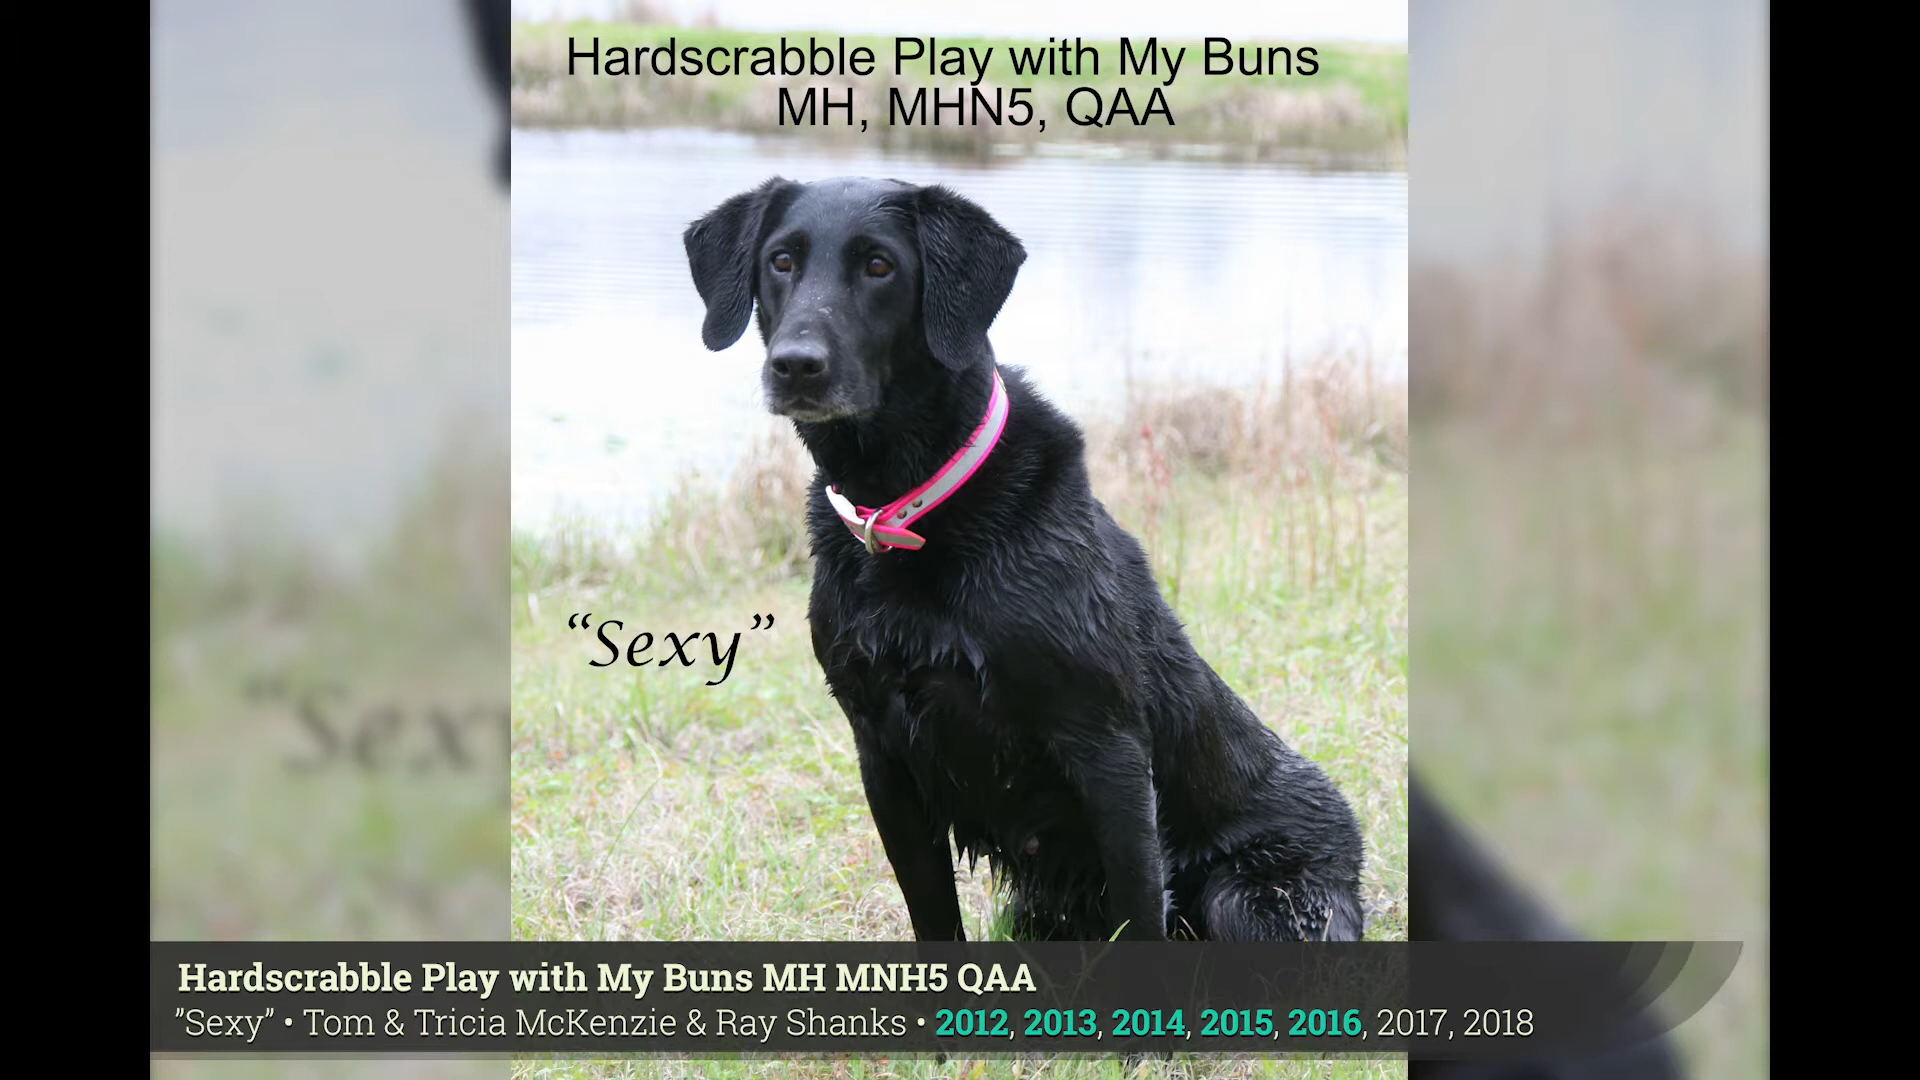 Hardscrabble Play with My Buns
MH, MHN5, QAA
“Sexy”
"Sexy
Hardscrabble Play with My Buns MH MNH5 QAA
”Sexy” • Tom & Tricia McKenzie & Ray Shanks • 2012, 2013, 2014, 2015, 2016, 2017, 2018